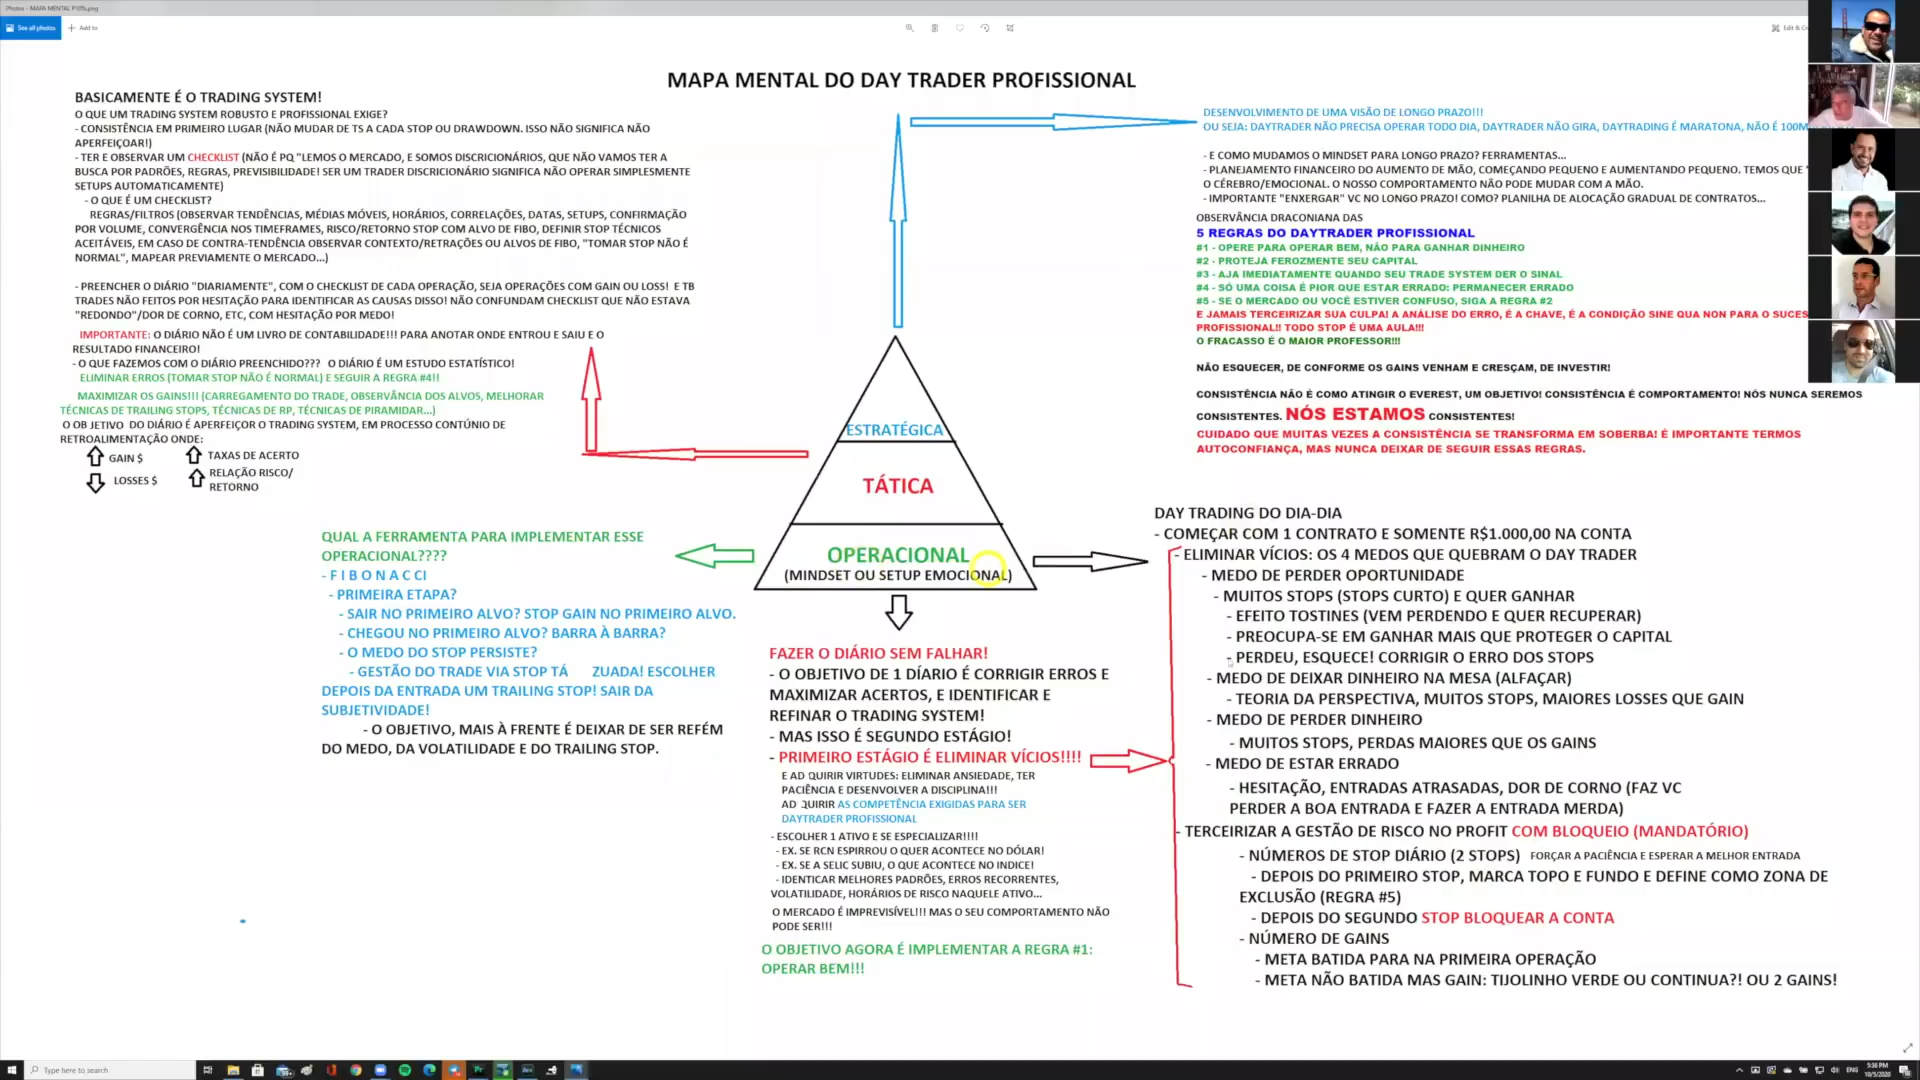 Photos - MAPA MENTAL P10%.png
See all photos
Add to
MAPA MENTAL DO DAY TRADER PROFISSIONAL
BASICAMENTE É O TRADING SYSTEM!
O QUE UM TRADING SYSTEM ROBUSTO E PROFISSIONAL EXIGE?
- CONSISTÊNCIA EM PRIMEIRO LUGAR (NÃO MUDAR DE TS A CADA STOP OU DRAWDOWN. ISSO NÃO SIGNIFICA NÃO
APERFEIÇOAR!)
- TER E OBSERVAR UM CHECKLIST (NÃO É PQ "LEMOS O MERCADO, E SOMOS DISCRICIONÁRIOS, QUE NÃO VAMOS TER A
BUSCA POR PADRÕES, REGRAS, PREVISIBILIDADE! SER UM TRADER DISCRICIONÁRIO SIGNIFICA NÃO OPERAR SIMPLESMENTE
SETUPS AUTOMATICAMENTE)
- O QUE É UM CHECKLIST?
REGRAS/FILTROS (OBSERVAR TENDÊNCIAS, MÉDIAS MÓVEIS, HORÁRIOS, CORRELAÇÕES, DATAS, SETUPS, CONFIRMAÇÃO
POR VOLUME, CONVERGÊNCIA NOS TIMEFRAMES, RISCO/RETORNO STOP COM ALVO DE FIBO, DEFINIR STOP TÉCNICOS
ACEITÁVEIS, EM CASO DE CONTRA-TENDÊNCIA OBSERVAR CONTEXTO/RETRAÇÕES OU ALVOS DE FIBO, "TOMAR STOP NÃO É
NORMAL", MAPEAR PREVIAMENTE O MERCADO...)
- PREENCHER O DIÁRIO "DIARIAMENTE", COM O CHECKLIST DE CADA OPERAÇÃO, SEJA OPERAÇÕES COM GAIN OU LOSS! E TB
TRADES NÃO FEITOS POR HESITAÇÃO PARA IDENTIFICAR AS CAUSAS DISSO! NÃO CONFUNDAM CHECKLIST QUE NÃO ESTAVA
"REDONDO"/DOR DE CORNO, ETC, COM HESITAÇÃO POR MEDO!
IMPORTANTE: O DIÁRIO NÃO É UM LIVRO DE CONTABILIDADE!!! PARA ANOTAR ONDE ENTROU E SAIU E O
RESULTADO FINANCEIRO!
- O QUE FAZEMOS COM O DIÁRIO PREENCHIDO??? O DIÁRIO É UM ESTUDO ESTATÍSTICO!
ELIMINAR ERROS (TOMAR STOP NÃO É NORMAL) E SEGUIR A REGRA #4!!
MAXIMIZAR OS GAINS!!! (CARREGAMENTO DO TRADE, OBSERVÂNCIA DOS ALVOS, MELHORAR
TÉCNICAS DE TRAILING STOPS, TÉCNICAS DE RP, TÉCNICAS DE PIRAMIDAR...)
O OB JETIVO DO DIÁRIO É APERFEIÇOR O TRADING SYSTEM, EM PROCESSO CONTÚNIO DE
RETROALIMENTAÇÃO ONDE:
GAIN $
TAXAS DE ACERTO
LOSSES $
RELAÇÃO RISCO/
RETORNO
DESENVOLVIMENTO DE UMA VISÃO DE LONGO PRAZO!!!
OU SEJA: DAYTRADER NÃO PRECISA OPERAR TODO DIA, DAYTRADER NÃO GIRA, DAYTRADING É MARATONA, NÃO É 100M
- E COMO MUDAMOS O MINDSET PARA LONGO PRAZO? FERRAMENTAS...
- PLANEJAMENTO FINANCEIRO DO AUMENTO DE MÃO, COMEÇANDO PEQUENO E AUMENTANDO PEQUENO. TEMOS QUE "
O CÉREBRO/EMOCIONAL. O NOSSO COMPORTAMENTO NÃO PODE MUDAR COM A MÃO.
- IMPORTANTE "ENXERGAR" VC NO LONGO PRAZO! COMO? PLANILHA DE ALOCAÇÃO GRADUAL DE CONTRATOS...
OBSERVÂNCIA DRACONIANA DAS
5 REGRAS DO DAYTRADER PROFISSIONAL
#1 - OPERE PARA OPERAR BEM, NÃO PARA GANHAR DINHEIRO
#2 - PROTEJA FEROZMENTE SEU CAPITAL
#3 - AJA IMEDIATAMENTE QUANDO SEU TRADE SYSTEM DER O SINAL
#4 - SÓ UMA COISA É PIOR QUE ESTAR ERRADO: PERMANECER ERRADO
#5 - SE O MERCADO OU VOCÊ ESTIVER CONFUSO, SIGA A REGRA #2
E JAMAIS TERCEIRIZAR SUA CULPA! A ANÁLISE DO ERRO, É A CHAVE, É A CONDIÇÃO SINE QUA NON PARA O SUCES
PROFISSIONAL!! TODO STOP É UMA AULA!!!
O FRACASSO É O MAIOR PROFESSOR!!!
NÃO ESQUECER, DE CONFORME OS GAINS VENHAM E CRESÇAM, DE INVESTIR!
CONSISTÊNCIA NÃO É COMO ATINGIR O EVEREST, UM OBJETIVO! CONSISTÊNCIA É COMPORTAMENTO! NÓS NUNCA SEREMOS
CONSISTENTES. NÓS ESTAMOS CONSISTENTES!
CUIDADO QUE MUITAS VEZES A CONSISTÊNCIA SE TRANSFORMA EM SOBERBA! É IMPORTANTE TERMOS
AUTOCONFIANÇA, MAS NUNCA DEIXAR DE SEGUIR ESSAS REGRAS.
ESTRATÉGICA
TÁTICA
OPERACIONAL
(MINDSET OU SETUP EMOCIONAL)
QUAL A FERRAMENTA PARA IMPLEMENTAR ESSE
OPERACIONAL????
- F I B O N A C CI
- PRIMEIRA ETAPA?
- SAIR NO PRIMEIRO ALVO? STOP GAIN NO PRIMEIRO ALVO.
- CHEGOU NO PRIMEIRO ALVO? BARRA À BARRA?
- O MEDO DO STOP PERSISTE?
- GESTÃO DO TRADE VIA STOP TÁ ZUADA! ESCOLHER
DEPOIS DA ENTRADA UM TRAILING STOP! SAIR DA
SUBJETIVIDADE!
- O OBJETIVO, MAIS À FRENTE É DEIXAR DE SER REFÉM
DO MEDO, DA VOLATILIDADE E DO TRAILING STOP.
FAZER O DIÁRIO SEM FALHAR!
- O OBJETIVO DE 1 DÍARIO É CORRIGIR ERROS E
MAXIMIZAR ACERTOS, E IDENTIFICAR E
REFINAR O TRADING SYSTEM!
- MAS ISSO É SEGUNDO ESTÁGIO!
- PRIMEIRO ESTÁGIO É ELIMINAR VÍCIOS!!!!
E AD QUIRIR VIRTUDES: ELIMINAR ANSIEDADE, TER
PACIÊNCIA E DESENVOLVER A DISCIPLINA!!!
AD QUIRIR AS COMPETÊNCIA EXIGIDAS PARA SER
DAYTRADER PROFISSIONAL
- ESCOLHER 1 ATIVO E SE ESPECIALIZAR!!!!
- EX. SE RCN ESPIRROU O QUER ACONTECE NO DÓLAR!
- EX. SE A SELIC SUBIU, O QUE ACONTECE NO INDICE!
- IDENTICAR MELHORES PADRÕES, ERROS RECORRENTES,
VOLATILIDADE, HORÁRIOS DE RISCO NAQUELE ATIVO...
O MERCADO É IMPREVISÍVEL!!! MAS O SEU COMPORTAMENTO NÃO
PODE SER!!!
O OBJETIVO AGORA É IMPLEMENTAR A REGRA #1:
OPERAR BEM!!!
DAY TRADING DO DIA-DIA
- COMEÇAR COM 1 CONTRATO E SOMENTE R$1.000,00 NA CONTA
- ELIMINAR VÍCIOS: OS 4 MEDOS QUE QUEBRAM O DAY TRADER
- MEDO DE PERDER OPORTUNIDADE
- MUITOS STOPS (STOPS CURTO) E QUER GANHAR
- EFEITO TOSTINES (VEM PERDENDO E QUER RECUPERAR)
- PREOCUPA-SE EM GANHAR MAIS QUE PROTEGER O CAPITAL
- PERDEU, ESQUECE! CORRIGIR O ERRO DOS STOPS
- MEDO DE DEIXAR DINHEIRO NA MESA (ALFAÇAR)
- TEORIA DA PERSPECTIVA, MUITOS STOPS, MAIORES LOSSES QUE GAIN
- MEDO DE PERDER DINHEIRO
- MUITOS STOPS, PERDAS MAIORES QUE OS GAINS
- MEDO DE ESTAR ERRADO
- HESITAÇÃO, ENTRADAS ATRASADAS, DOR DE CORNO (FAZ VC
PERDER A BOA ENTRADA E FAZER A ENTRADA MERDA)
- TERCEIRIZAR A GESTÃO DE RISCO NO PROFIT COM BLOQUEIO (MANDATÓRIO)
- NÚMEROS DE STOP DIÁRIO (2 STOPS) FORÇAR A PACIÊNCIA E ESPERAR A MELHOR ENTRADA
- DEPOIS DO PRIMEIRO STOP, MARCA TOPO E FUNDO E DEFINE COMO ZONA DE
EXCLUSÃO (REGRA #5)
- DEPOIS DO SEGUNDO STOP BLOQUEAR A CONTA
- NÚMERO DE GAINS
- META BATIDA PARA NA PRIMEIRA OPERAÇÃO
- META NÃO BATIDA MAS GAIN: TIJOLINHO VERDE OU CONTINUA?! OU 2 GAINS!
Type here to search
ENG
5:36 PM
10/5/2020